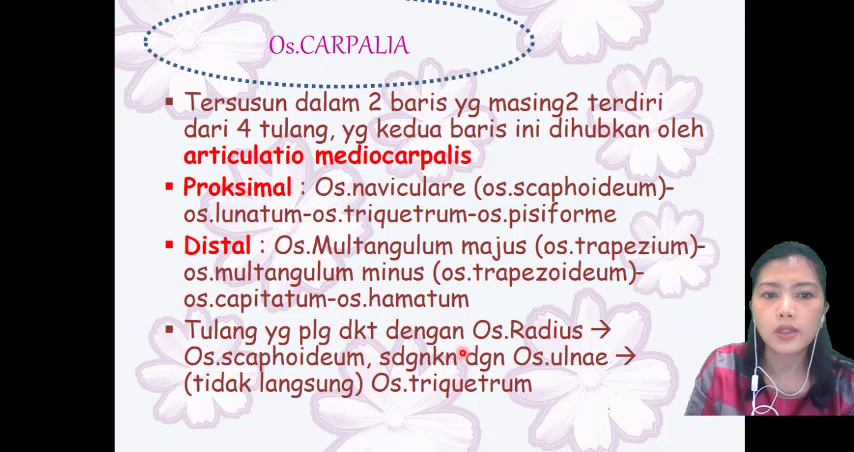 Os.CARPALIA
▪ Tersusun dalam 2 baris yg masing2 terdiri
dari 4 tulang, yg kedua baris ini dihubkan oleh
articulatio mediocarpalis
▪ Proksimal : Os.naviculare (os.scaphoideum)-
os.lunatum-os.triquetrum-os.pisiforme
▪ Distal : Os.Multangulum majus (os.trapezium)-
os.multangulum minus (os.trapezoideum)-
os.capitatum-os.hamatum
▪ Tulang yg plg dkt dengan Os.Radius →
Os.scaphoideum, sdgnkn dgn Os.ulnae →
(tidak langsung) Os.triquetrum